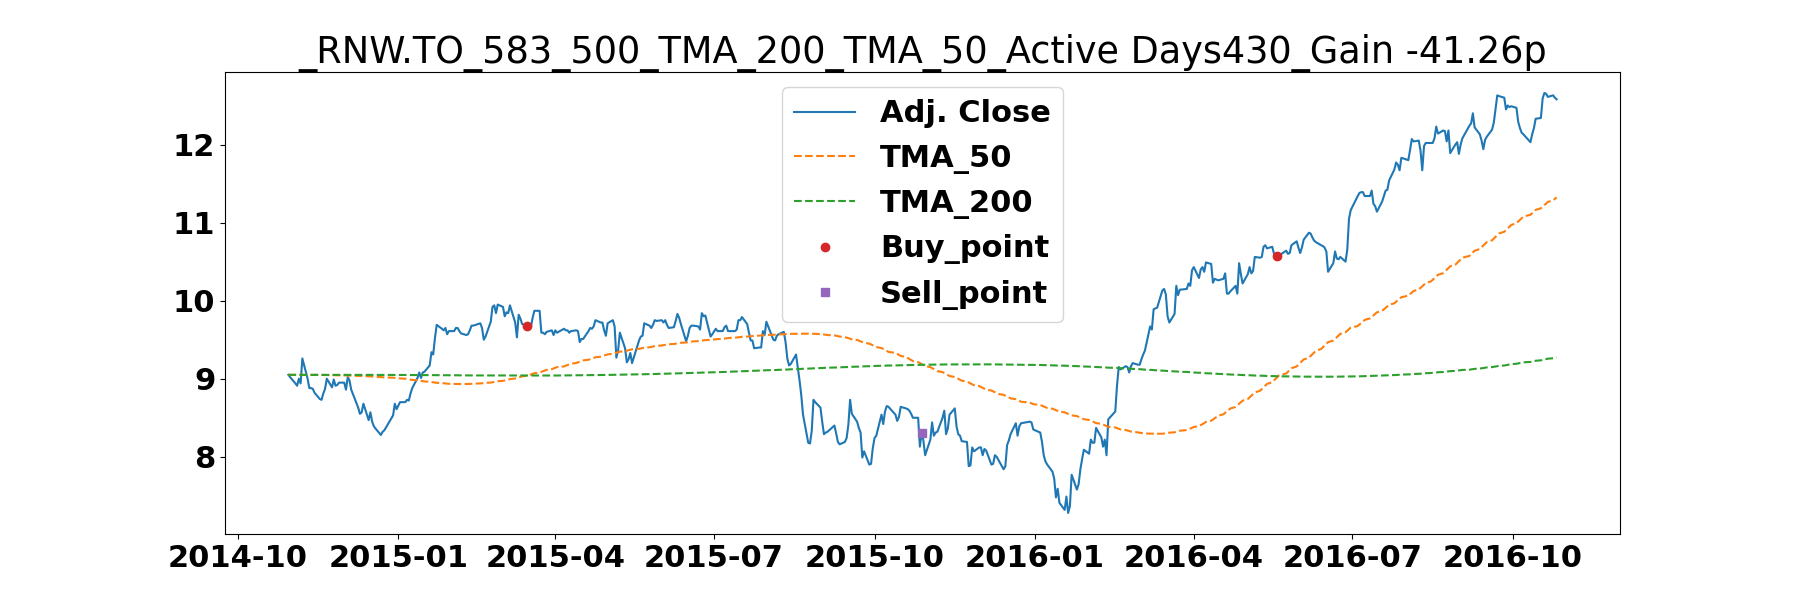 _RNW.TO_583_500_TMA_200_TMA_50_Active Days430_Gain -41.26p
Adj. Close
TMA_50
TMA_200
Buy_point
Sell_point
12
11
10
9
8
2014-10 2015-01 2015-04 2015-07 2015-10 2016-01 2016-04 2016-07 2016-10